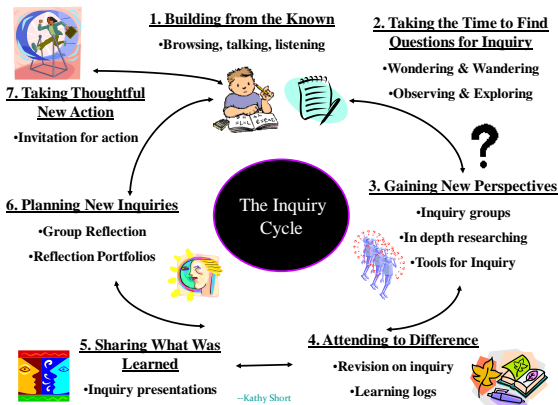 1. Building from the Known
•Browsing, talking, listening
2. Taking the Time to Find
Questions for Inquiry
•Wondering & Wandering
•Observing & Exploring
3. Gaining New Perspectives
•Inquiry groups
•In depth researching
•Tools for Inquiry
4. Attending to Difference
•Revision on inquiry
•Learning logs
5. Sharing What Was
Learned
•Inquiry presentations
6. Planning New Inquiries
•Group Reflection
•Reflection Portfolios
7. Taking Thoughtful
New Action
•Invitation for action
The Inquiry
Cycle
–Kathy Short